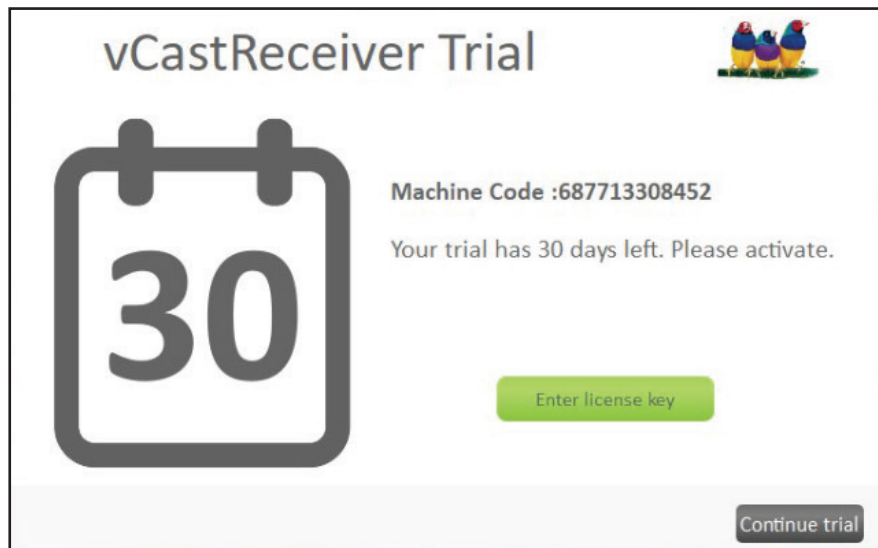 vCastReceiver Trial
30
Machine Code :687713308452
Your trial has 30 days left. Please activate.
Enter license key
Continue trial